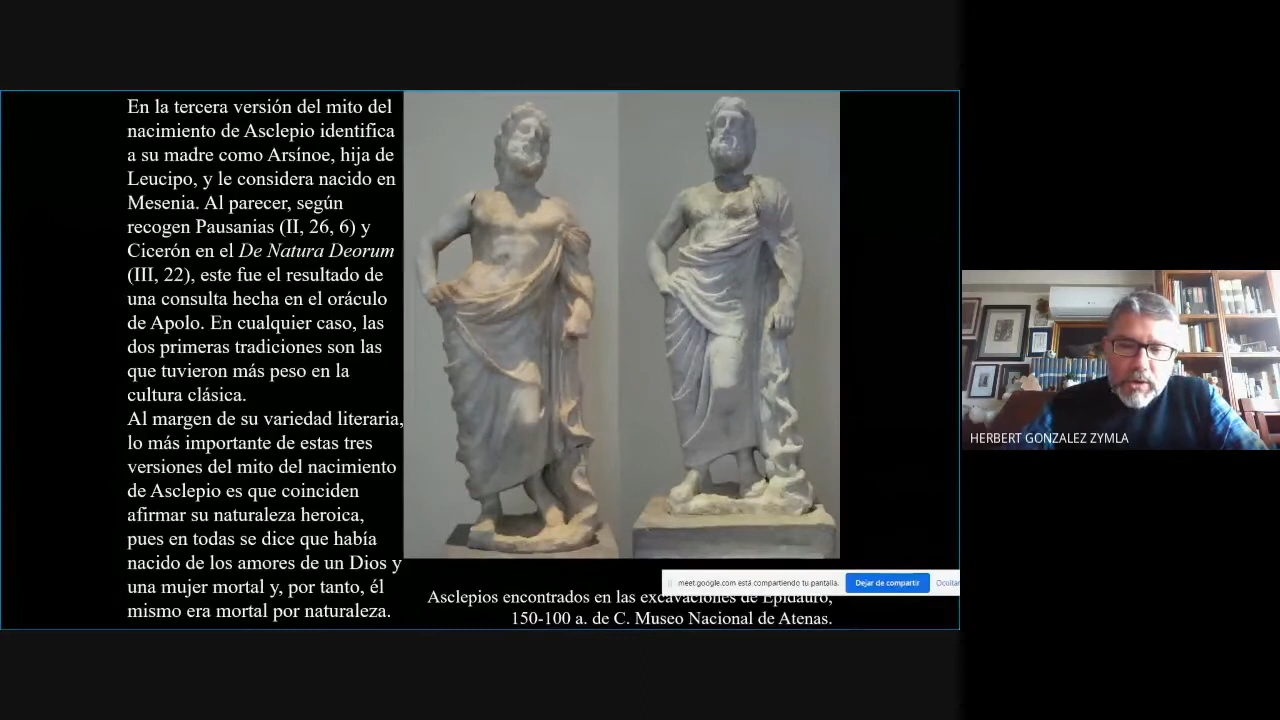 En la tercera versión del mito del
nacimiento de Asclepio identifica
a su madre como Arsínoe, hija de
Leucipo, y le considera nacido en
Mesenia. Al parecer, según
recogen Pausanias (II, 26, 6) y
Cicerón en el De Natura Deorum
(III, 22), este fue el resultado de
una consulta hecha en el oráculo
de Apolo. En cualquier caso, las
dos primeras tradiciones son las
que tuvieron más peso en la
cultura clásica.
Al margen de su variedad literaria,
lo más importante de estas tres
versiones del mito del nacimiento
de Asclepio es que coinciden
afirmar su naturaleza heroica,
pues en todas se dice que había
nacido de los amores de un Dios y
una mujer mortal y, por tanto, él
mismo era mortal por naturaleza.
meet.google.com está compartiendo tu pantalla.
Dejar de compartir
Ocultar
Asclepios encontrados en las excavaciones de Epidauro,
150-100 a. de C. Museo Nacional de Atenas.
HERBERT GONZALEZ ZYMLA